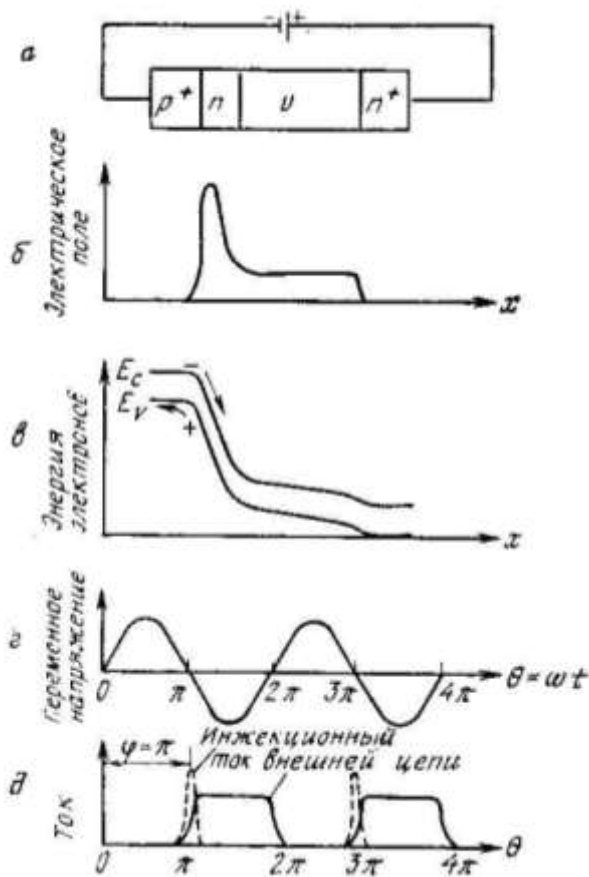 а
- +
p+ n υ n+
б
Электрическое
поле
x
в
Энергия
электронов
Ec
Ev
-
+
x
г
Переменное
напряжение
0 π 2π 3π 4π θ = ωt
д
Ток
φ=π
Инжекционный
ток внешней цепи
0 π 2π 3π 4π θ